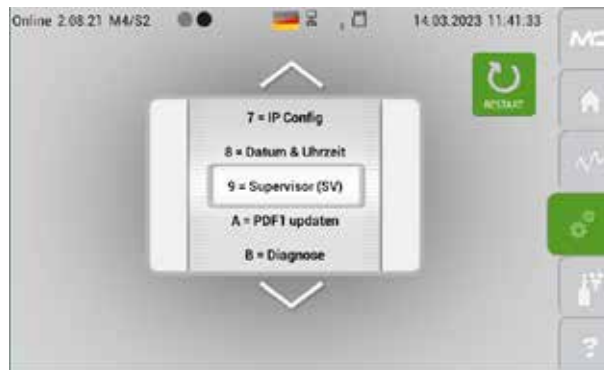 Online 2.08.21 M4/S2
14.03.2023 11:41:33
MC
RESTART
7 = IP Config
8 = Datum & Uhrzeit
9 = Supervisor (SV)
A = PDF1 updaten
B = Diagnose
?